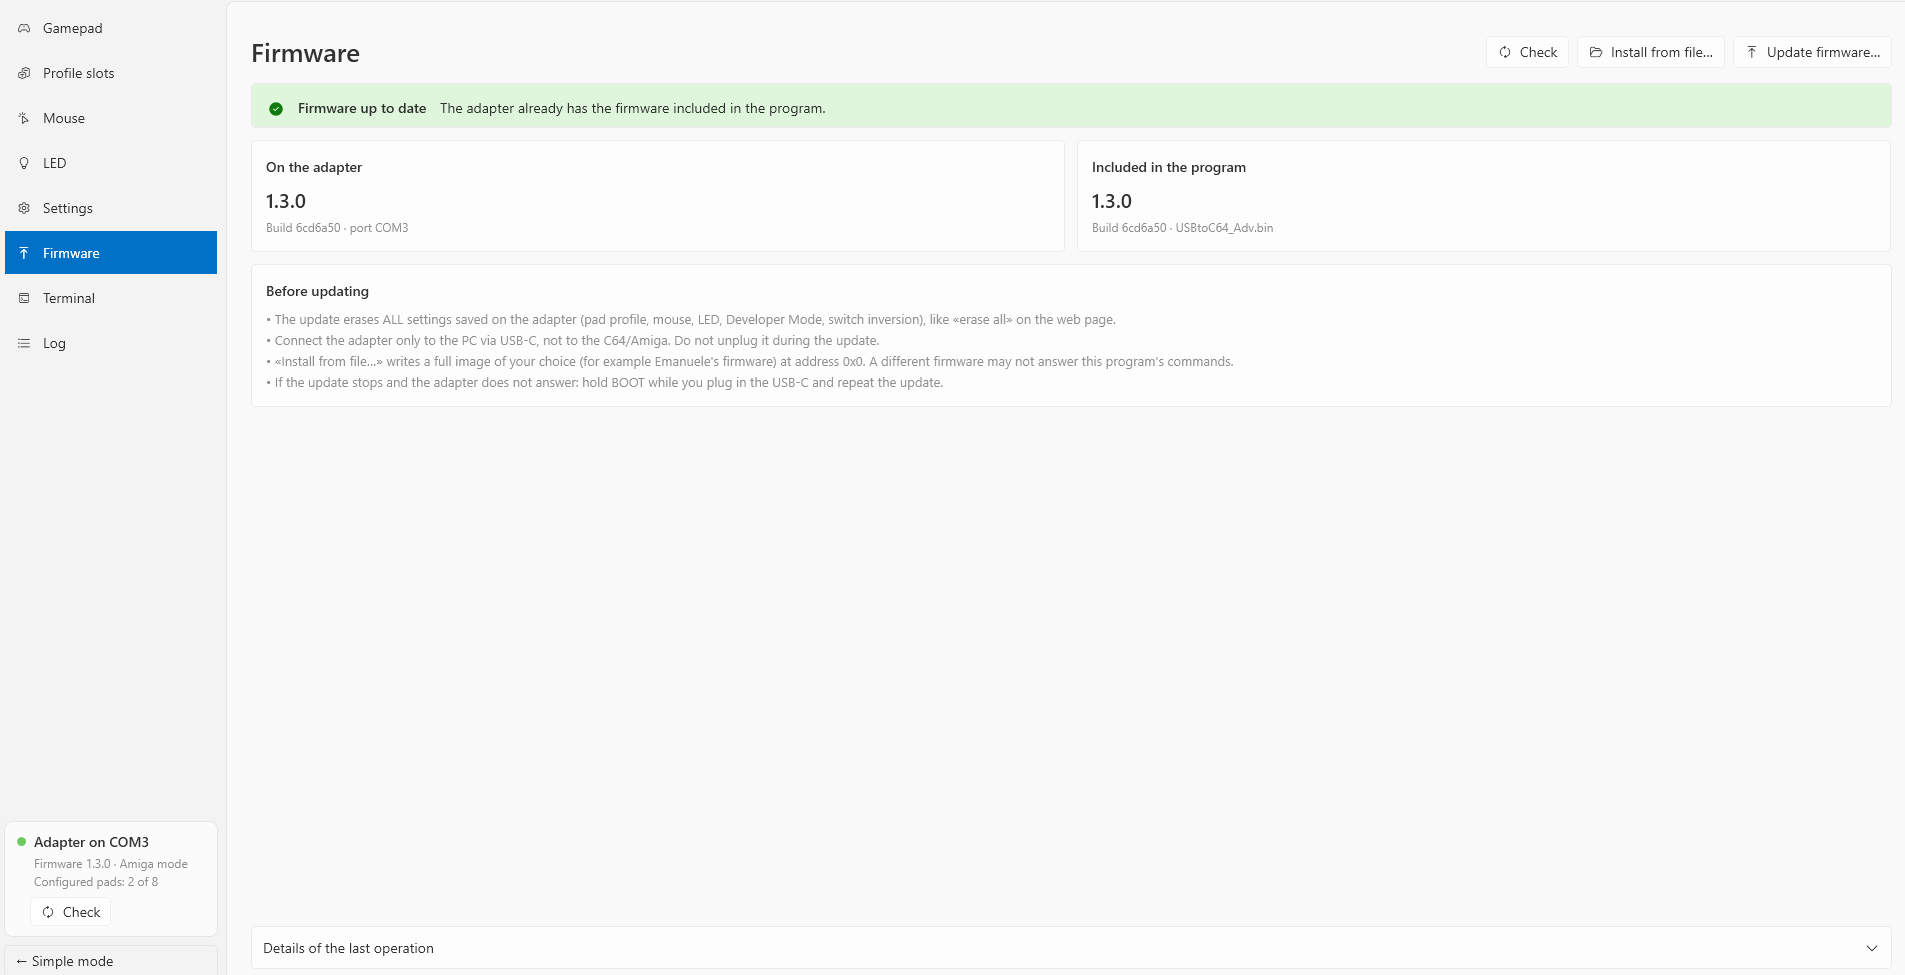 Gamepad
Profile slots
Mouse
LED
Settings
Firmware
Terminal
Log
Adapter on COM3
Firmware 1.3.0 · Amiga mode
Configured pads: 2 of 8
Check
← Simple mode
Firmware
Check
Install from file...
Update firmware...
Firmware up to date The adapter already has the firmware included in the program.
On the adapter
1.3.0
Build 6cd6a50 · port COM3
Included in the program
1.3.0
Build 6cd6a50 · USBtoC64_Adv.bin
Before updating
• The update erases ALL settings saved on the adapter (pad profile, mouse, LED, Developer Mode, switch inversion), like «erase all» on the web page.
• Connect the adapter only to the PC via USB-C, not to the C64/Amiga. Do not unplug it during the update.
• «Install from file...» writes a full image of your choice (for example Emanuele's firmware) at address 0x0. A different firmware may not answer this program's commands.
• If the update stops and the adapter does not answer: hold BOOT while you plug in the USB-C and repeat the update.
Details of the last operation